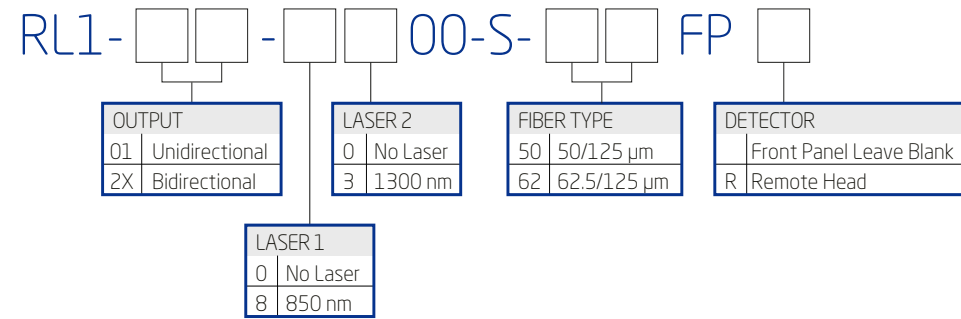 RL1- - 00-S- FP
OUTPUT
01 Unidirectional
2X Bidirectional
LASER 2
0 No Laser
3 1300 nm
FIBER TYPE
50 50/125 µm
62 62.5/125 µm
DETECTOR
Front Panel Leave Blank
R Remote Head
LASER 1
0 No Laser
8 850 nm